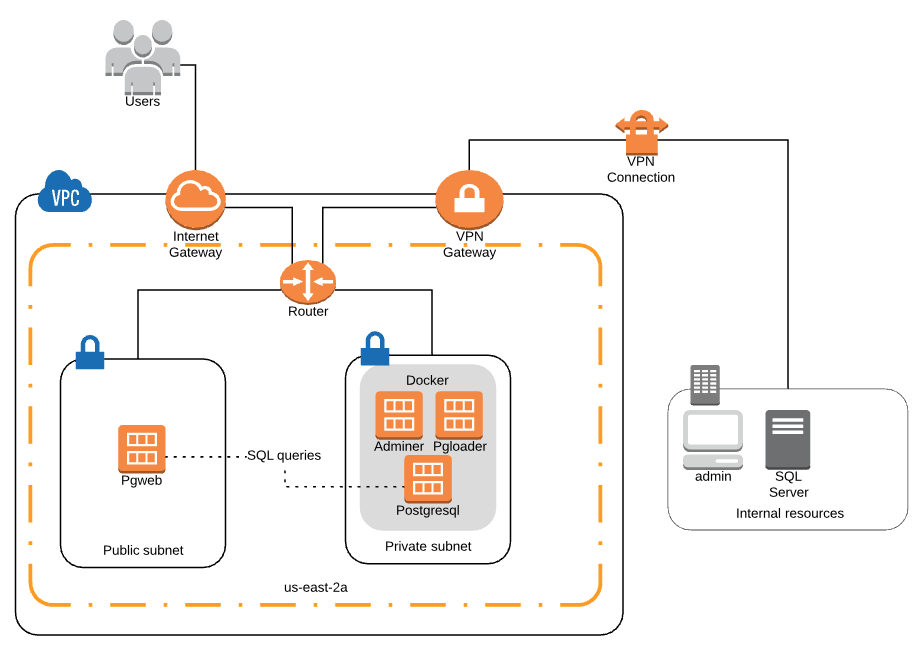 Users
VPN
Connection
VPC
Internet
Gateway
VPN
Gateway
Router
Docker
Adminer
Pgloader
SQL queries
Pgweb
Postgresql
admin
SQL
Server
Internal resources
Public subnet
Private subnet
us-east-2a